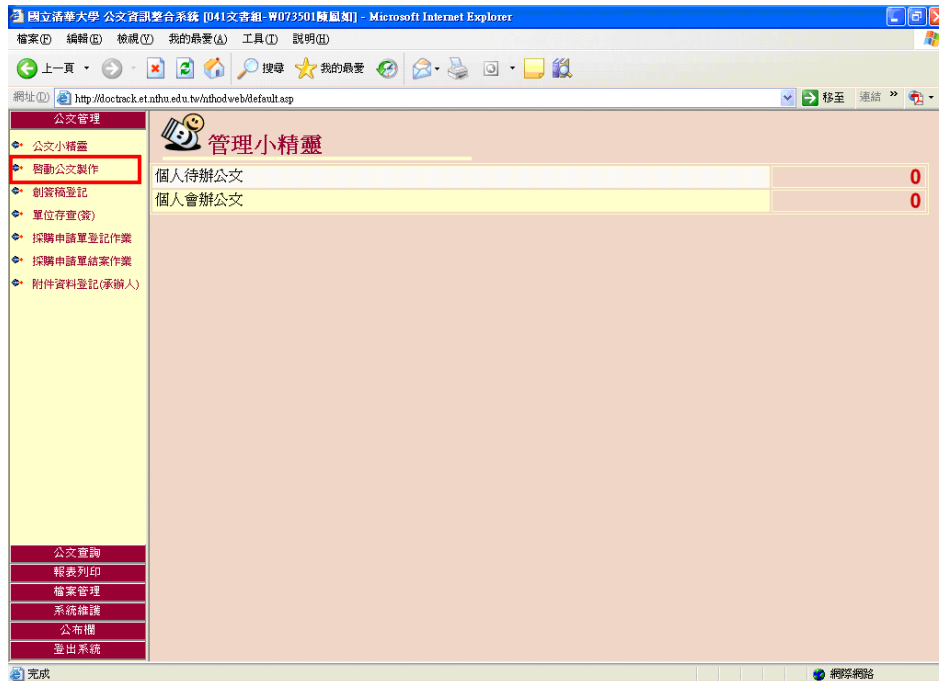 國立清華大學 公文資訊整合系統 [041文書組-W073501陳鳳如] - Microsoft Internet Explorer
檔案(F) 編輯(E) 檢視(V) 我的最愛(A) 工具(T) 說明(H)
上一頁 搜尋 我的最愛
網址(D) http://doctrack.et.nthu.edu.tw/nthodweb/default.asp 移至 連結 »
公文管理
公文小精靈
啓動公文製作
創簽稿登記
單位存查(簽)
採購申請單登記作業
採購申請單結案作業
附件資料登記(承辦人)
管理小精靈
個人待辦公文 0
個人會辦公文 0
公文查詢
報表列印
檔案管理
系統維護
公布欄
登出系統
完成 網際網路